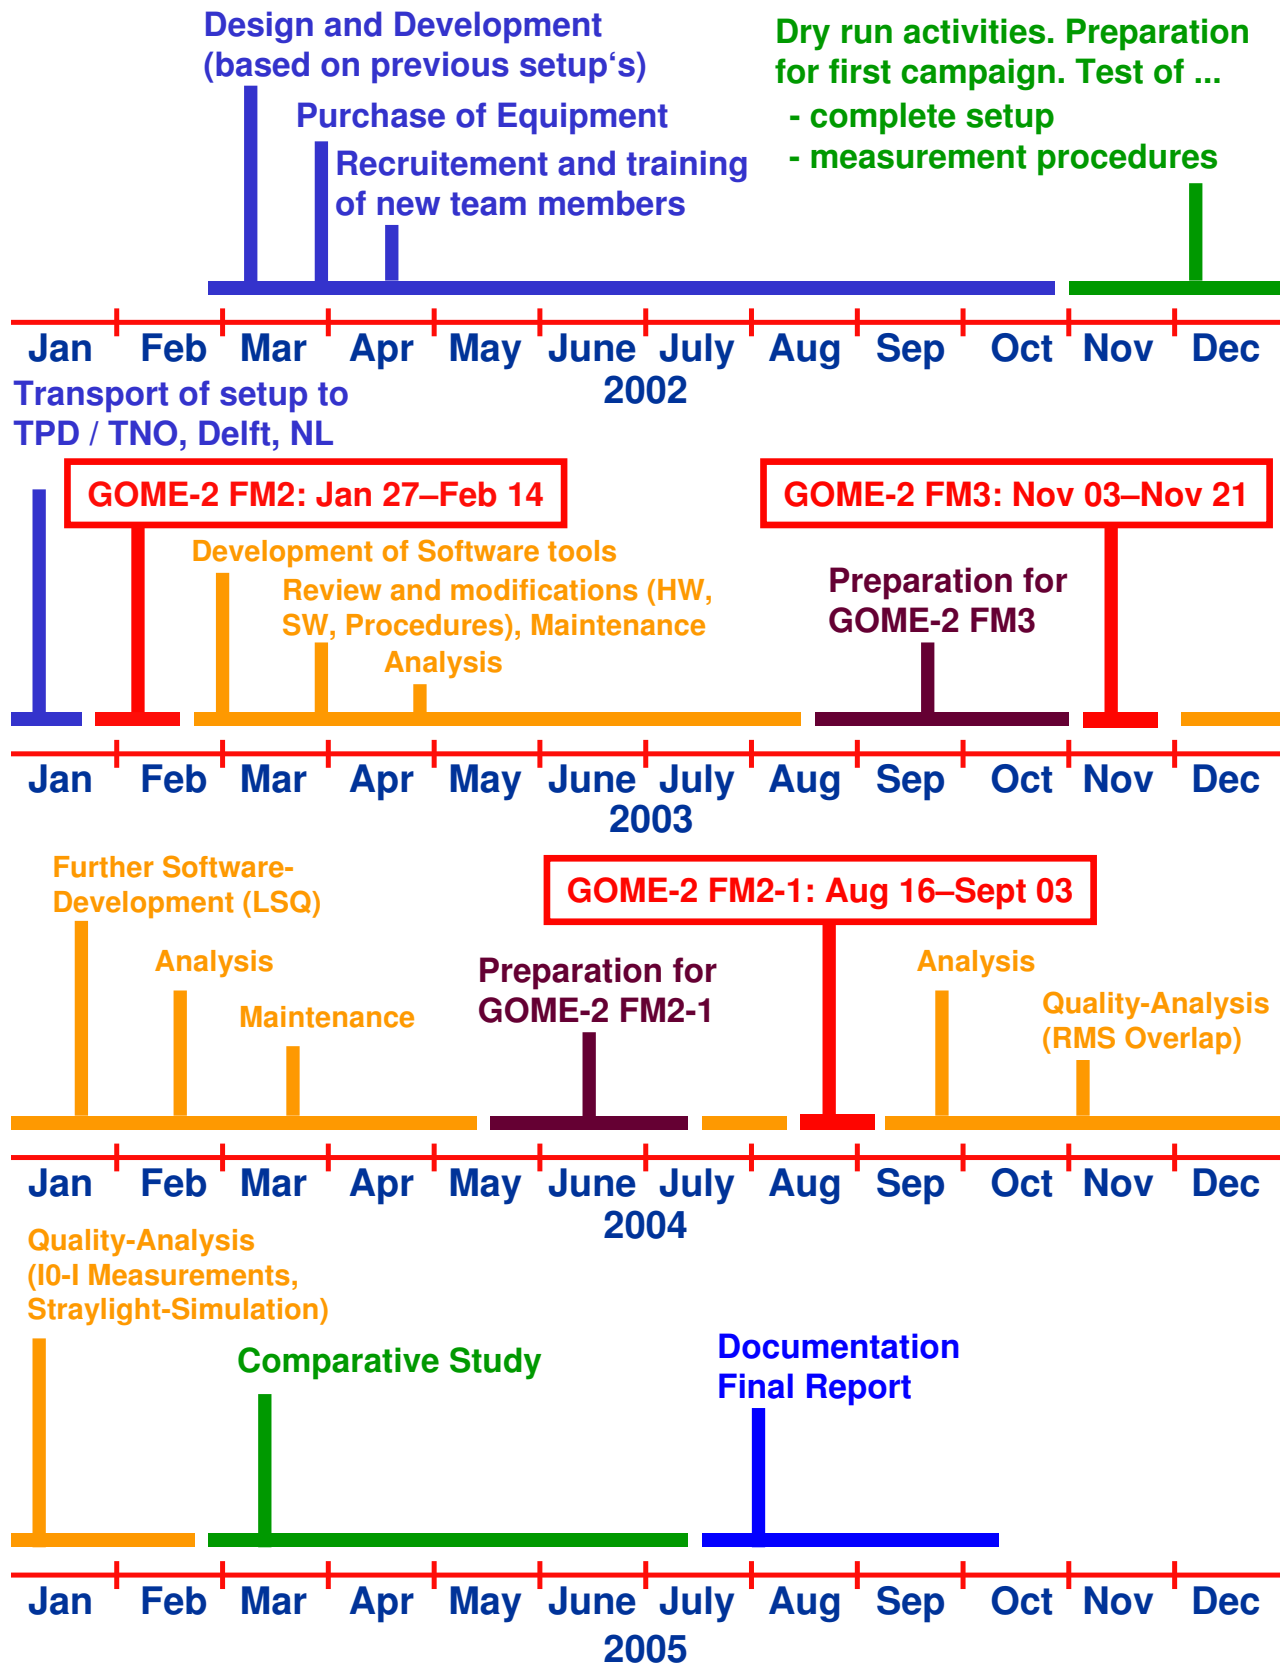 Design and Development
(based on previous setup‘s)
Purchase of Equipment
Recruitement and training
of new team members
Dry run activities. Preparation
for first campaign. Test of ...
- complete setup
- measurement procedures
Jan Feb Mar Apr May June July Aug Sep Oct Nov Dec
2002
Transport of setup to
TPD / TNO, Delft, NL
GOME-2 FM2: Jan 27–Feb 14
GOME-2 FM3: Nov 03–Nov 21
Development of Software tools
Review and modifications (HW,
SW, Procedures), Maintenance
Analysis
Preparation for
GOME-2 FM3
Jan Feb Mar Apr May June July Aug Sep Oct Nov Dec
2003
Further Software-
Development (LSQ)
Analysis
Maintenance
GOME-2 FM2-1: Aug 16–Sept 03
Preparation for
GOME-2 FM2-1
Analysis
Quality-Analysis
(RMS Overlap)
Jan Feb Mar Apr May June July Aug Sep Oct Nov Dec
2004
Quality-Analysis
(I0-I Measurements,
Straylight-Simulation)
Comparative Study
Documentation
Final Report
Jan Feb Mar Apr May June July Aug Sep Oct Nov Dec
2005